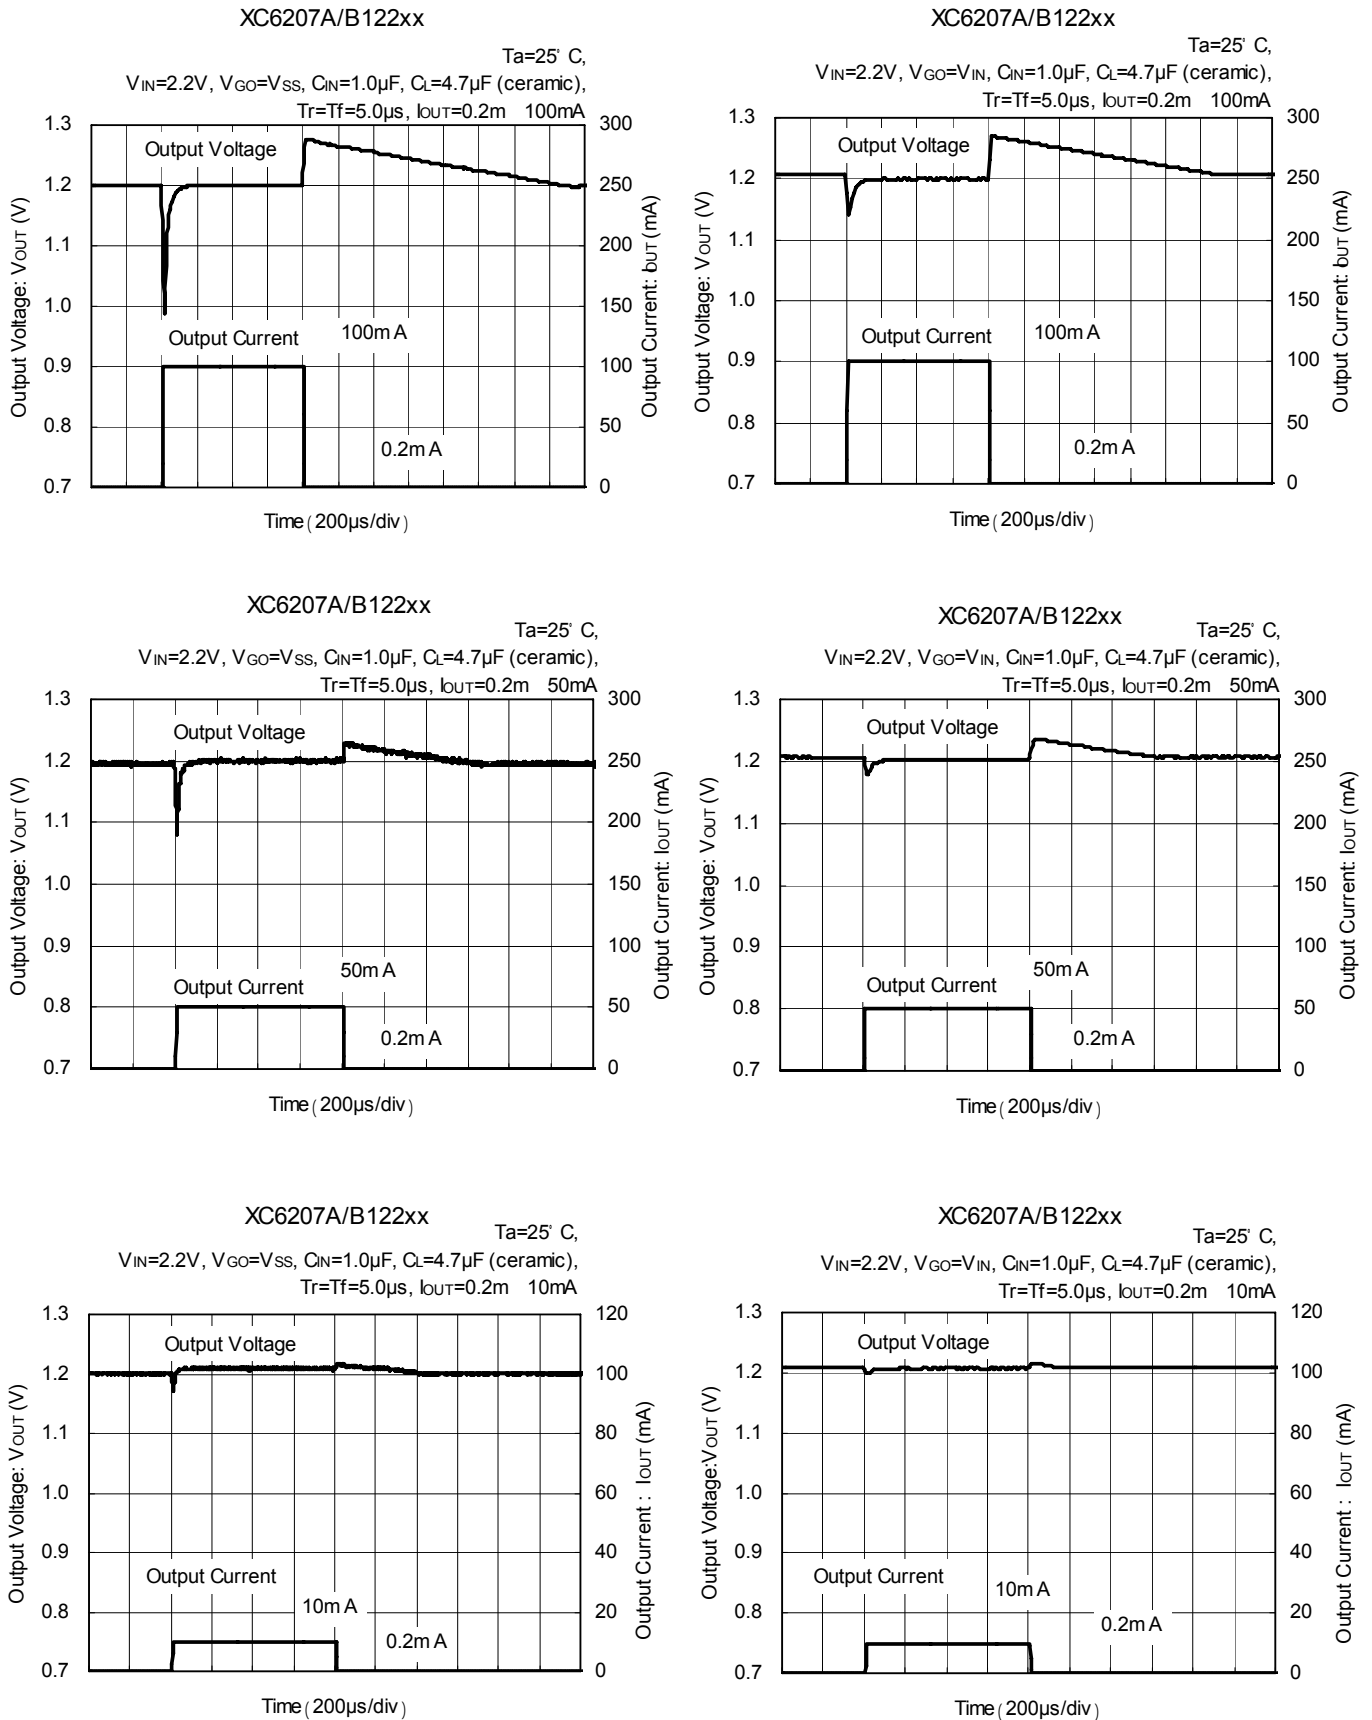 XC6207A/B122xx
Ta=25° C,
VIN=2.2V, VGO=VSS, CIN=1.0µF, CL=4.7µF (ceramic),
Tr=Tf=5.0µs, IOUT=0.2m 100mA
1.3
1.2
1.1
1.0
0.9
0.8
0.7
300
250
200
150
100
50
0
Output Voltage: VOUT (V)
Output Voltage
Output Current 100mA
0.2mA
Output Current: IOUT (mA)
Time (200µs/div)
XC6207A/B122xx
Ta=25° C,
VIN=2.2V, VGO=VIN, CIN=1.0µF, CL=4.7µF (ceramic),
Tr=Tf=5.0µs, IOUT=0.2m 100mA
1.3
1.2
1.1
1.0
0.9
0.8
0.7
300
250
200
150
100
50
0
Output Voltage: VOUT (V)
Output Voltage
Output Current 100mA
0.2mA
Output Current: IOUT (mA)
Time (200µs/div)
XC6207A/B122xx
Ta=25° C,
VIN=2.2V, VGO=VSS, CIN=1.0µF, CL=4.7µF (ceramic),
Tr=Tf=5.0µs, IOUT=0.2m 50mA
1.3
1.2
1.1
1.0
0.9
0.8
0.7
300
250
200
150
100
50
0
Output Voltage: VOUT (V)
Output Voltage
50mA
Output Current
0.2mA
Output Current: IOUT (mA)
Time (200µs/div)
XC6207A/B122xx
Ta=25° C,
VIN=2.2V, VGO=VIN, CIN=1.0µF, CL=4.7µF (ceramic),
Tr=Tf=5.0µs, IOUT=0.2m 50mA
1.3
1.2
1.1
1.0
0.9
0.8
0.7
300
250
200
150
100
50
0
Output Voltage: VOUT (V)
Output Voltage
50mA
Output Current
0.2mA
Output Current: IOUT (mA)
Time (200µs/div)
XC6207A/B122xx
Ta=25° C,
VIN=2.2V, VGO=VSS, CIN=1.0µF, CL=4.7µF (ceramic),
Tr=Tf=5.0µs, IOUT=0.2m 10mA
1.3
1.2
1.1
1.0
0.9
0.8
0.7
120
100
80
60
40
20
0
Output Voltage: VOUT (V)
Output Voltage
Output Current
10mA
0.2mA
Output Current : IOUT (mA)
Time (200µs/div)
XC6207A/B122xx
Ta=25° C,
VIN=2.2V, VGO=VIN, CIN=1.0µF, CL=4.7µF (ceramic),
Tr=Tf=5.0µs, IOUT=0.2m 10mA
1.3
1.2
1.1
1.0
0.9
0.8
0.7
120
100
80
60
40
20
0
Output Voltage:VOUT (V)
Output Voltage
Output Current
10mA
0.2mA
Output Current : IOUT (mA)
Time (200µs/div)